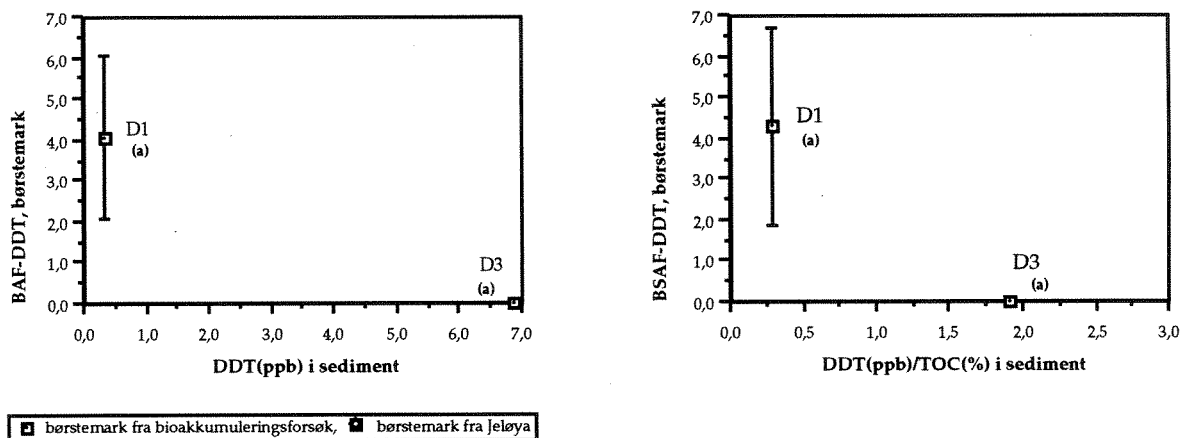 7,0
6,0
5,0
4,0
3,0
2,0
1,0
0,0
BAF-DDT, børstemark
D1
(a)
D3
(a)
0,0 1,0 2,0 3,0 4,0 5,0 6,0 7,0
DDT(ppb) i sediment
7,0
6,0
5,0
4,0
3,0
2,0
1,0
0,0
BSAF-DDT, børstemark
D1
(a)
D3
(a)
0,0 0,5 1,0 1,5 2,0 2,5 3,0
DDT(ppb)/TOC(%) i sediment
børstemark fra bioakkumuleringsforsøk, børstemark fra Jeløya